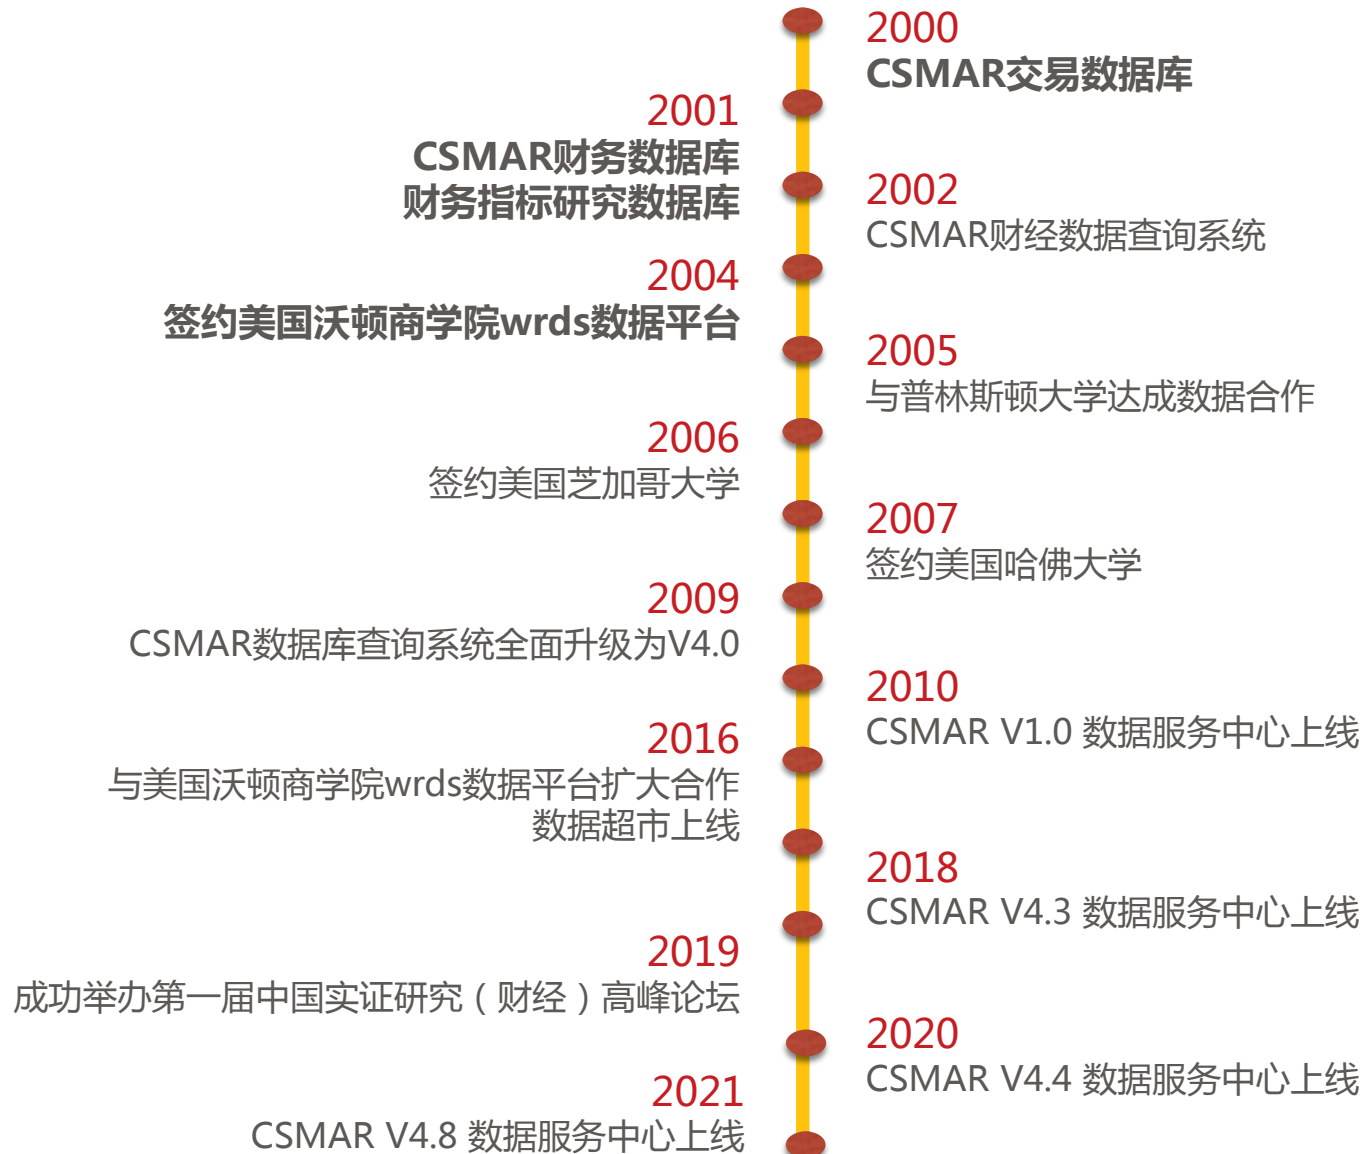 2000
CSMAR交易数据库
2001
CSMAR财务数据库
财务指标研究数据库
2002
CSMAR财经数据查询系统
2004
签约美国沃顿商学院wrds数据平台
2005
与普林斯顿大学达成数据合作
2006
签约美国芝加哥大学
2007
签约美国哈佛大学
2009
CSMAR数据库查询系统全面升级为V4.0
2010
CSMAR V1.0 数据服务中心上线
2016
与美国沃顿商学院wrds数据平台扩大合作
数据超市上线
2018
CSMAR V4.3 数据服务中心上线
2019
成功举办第一届中国实证研究（财经）高峰论坛
2020
CSMAR V4.4 数据服务中心上线
2021
CSMAR V4.8 数据服务中心上线